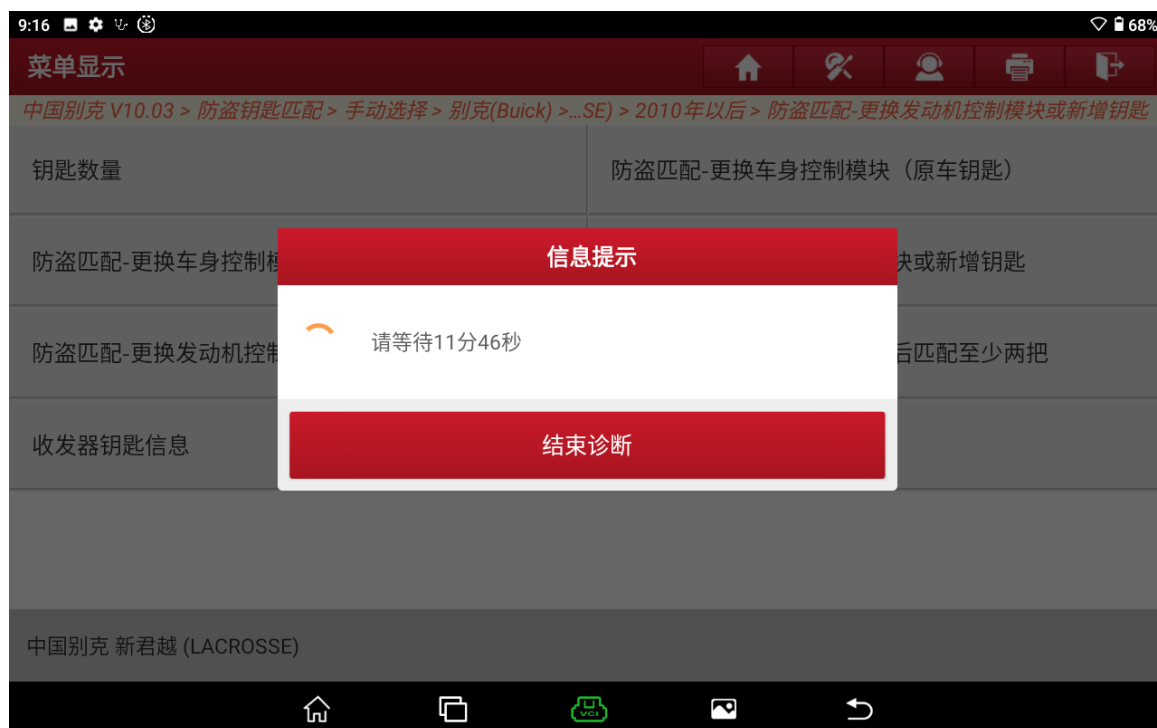 9:16 68%
菜单显示
中国别克 V10.03 > 防盗钥匙匹配 > 手动选择 > 别克(Buick) >...SE) > 2010年以后 > 防盗匹配-更换发动机控制模块或新增钥匙
钥匙数量 防盗匹配-更换车身控制模块（原车钥匙）
信息提示
防盗匹配-更换车身控制模 块或新增钥匙
请等待11分46秒
防盗匹配-更换发动机控制 后匹配至少两把
收发器钥匙信息 结束诊断
中国别克 新君越 (LACROSSE)
VCI